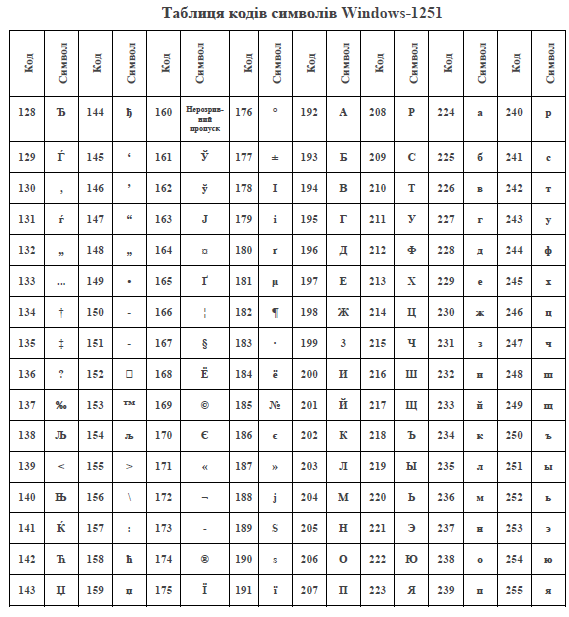 Таблиця кодів символів Windows-1251
Код Символ Код Символ Код Символ Код Символ Код Символ Код Символ Код Символ Код Символ
128 Ђ 144 ђ 160 Нерозрив-ний пропуск 176 ° 192 А 208 Р 224 а 240 р
129 Ѓ 145 ‘ 161 Ў 177 ± 193 Б 209 С 225 б 241 с
130 , 146 ’ 162 ў 178 І 194 В 210 Т 226 в 242 т
131 ѓ 147 “ 163 Ј 179 і 195 Г 211 У 227 г 243 у
132 „ 148 „ 164 ¤ 180 ґ 196 Д 212 Ф 228 д 244 ф
133 ... 149 • 165 Ґ 181 µ 197 Е 213 Х 229 е 245 х
134 † 150 - 166 ¦ 182 ¶ 198 Ж 214 Ц 230 ж 246 ц
135 ‡ 151 - 167 § 183 · 199 З 215 Ч 231 з 247 ч
136 ? 152 □ 168 Ё 184 ё 200 И 216 Ш 232 и 248 ш
137 ‰ 153 ™ 169 © 185 № 201 Й 217 Щ 233 й 249 щ
138 Љ 154 љ 170 Є 186 є 202 К 218 Ъ 234 к 250 ъ
139 < 155 > 171 « 187 » 203 Л 219 Ы 235 л 251 ы
140 Њ 156 \ 172 ¬ 188 ј 204 М 220 Ь 236 м 252 ь
141 Ќ 157 : 173 - 189 Ѕ 205 Н 221 Э 237 н 253 э
142 Ћ 158 ћ 174 ® 190 ѕ 206 О 222 Ю 238 о 254 ю
143 Џ 159 џ 175 Ї 191 ї 207 П 223 Я 239 п 255 я